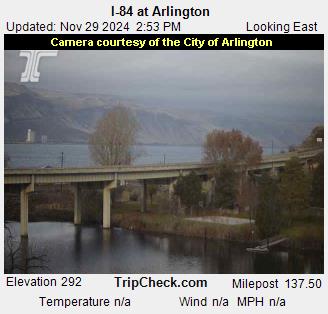 I-84 at Arlington
Updated: Nov 29 2024 2:53 PM Looking East
Camera courtesy of the City of Arlington
Elevation 292 TripCheck.com Milepost 137.50
Temperature n/a Wind n/a MPH n/a